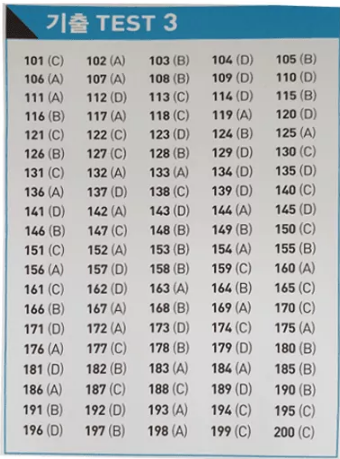 기출 TEST 3
101 (C) 102 (A) 103 (B) 104 (D) 105 (B)
106 (A) 107 (A) 108 (B) 109 (D) 110 (D)
111 (A) 112 (D) 113 (C) 114 (D) 115 (B)
116 (B) 117 (A) 118 (C) 119 (A) 120 (D)
121 (C) 122 (C) 123 (D) 124 (B) 125 (A)
126 (B) 127 (C) 128 (B) 129 (D) 130 (C)
131 (C) 132 (A) 133 (A) 134 (D) 135 (D)
136 (A) 137 (D) 138 (C) 139 (D) 140 (C)
141 (D) 142 (A) 143 (D) 144 (A) 145 (D)
146 (B) 147 (C) 148 (B) 149 (B) 150 (C)
151 (C) 152 (A) 153 (B) 154 (A) 155 (B)
156 (A) 157 (D) 158 (B) 159 (C) 160 (A)
161 (C) 162 (D) 163 (A) 164 (B) 165 (C)
166 (B) 167 (A) 168 (B) 169 (A) 170 (C)
171 (D) 172 (A) 173 (D) 174 (C) 175 (A)
176 (A) 177 (C) 178 (B) 179 (D) 180 (B)
181 (D) 182 (B) 183 (A) 184 (A) 185 (B)
186 (A) 187 (C) 188 (C) 189 (D) 190 (B)
191 (B) 192 (D) 193 (A) 194 (C) 195 (C)
196 (D) 197 (B) 198 (A) 199 (C) 200 (C)